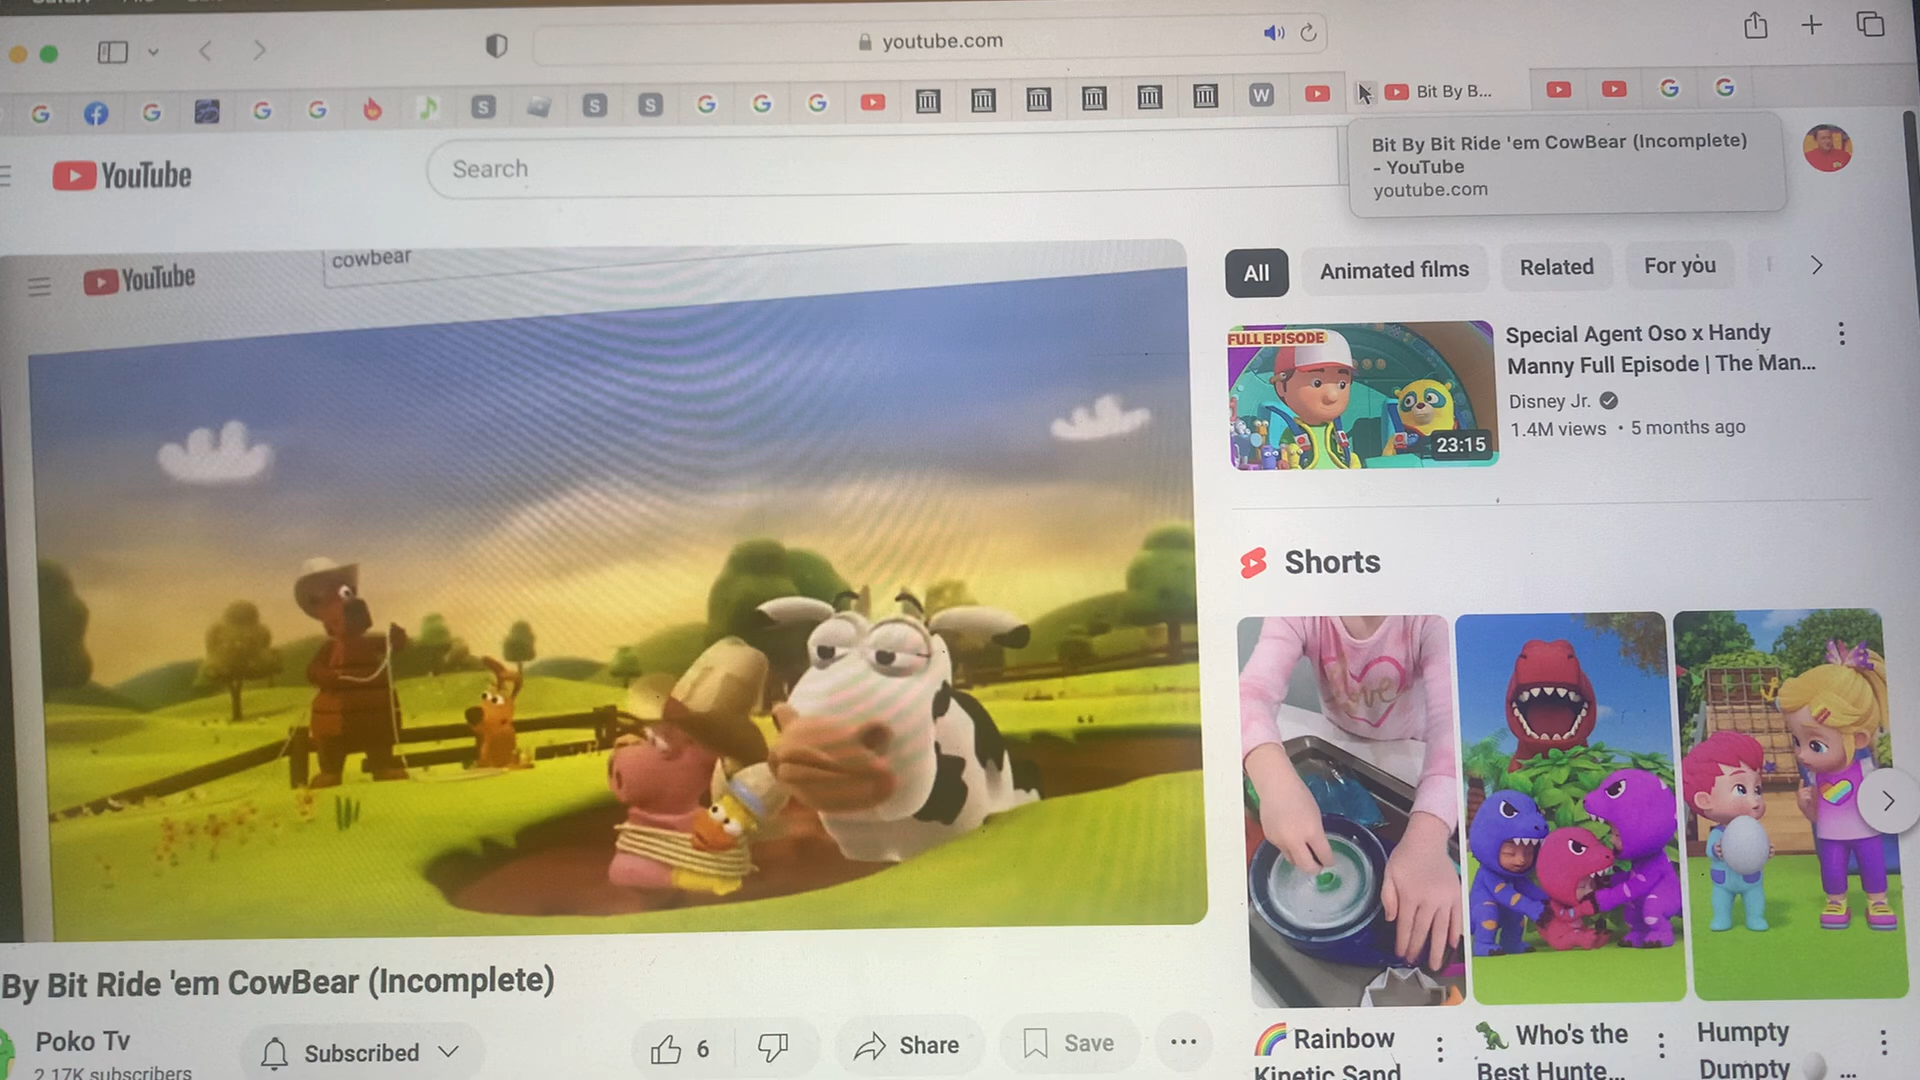 youtube.com
S
S
S
W
Bit By B...
Bit By Bit Ride 'em CowBear (Incomplete)
- YouTube
youtube.com
YouTube
Search
YouTube
cowbear
All
Animated films
Related
For you
FULL EPISODE
23:15
Special Agent Oso x Handy
Manny Full Episode | The Man...
Disney Jr.
1.4M views • 5 months ago
Shorts
love
By Bit Ride 'em CowBear (Incomplete)
Poko Tv
2.17K subscribers
Subscribed
6
Share
Save
Rainbow
Kinetic Sand
Who's the
Best Hunte...
Humpty
Dumpty ...